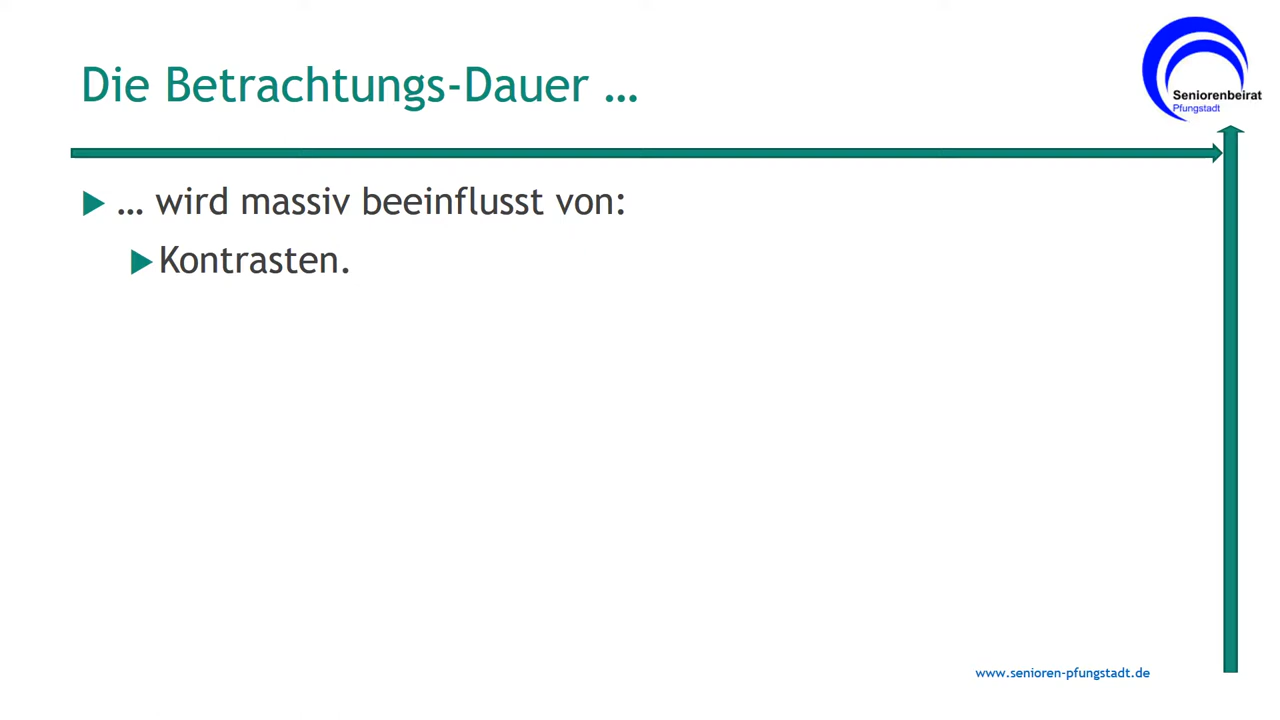 Die Betrachtungs-Dauer …
Seniorenbeirat
Pfungstadt
… wird massiv beeinflusst von:
Kontrasten.
www.senioren-pfungstadt.de